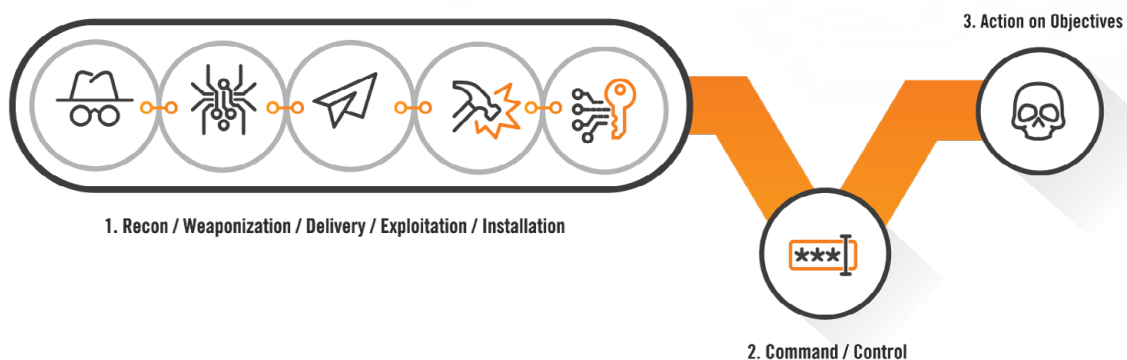 3. Action on Objectives
1. Recon / Weaponization / Delivery / Exploitation / Installation
***
2. Command / Control